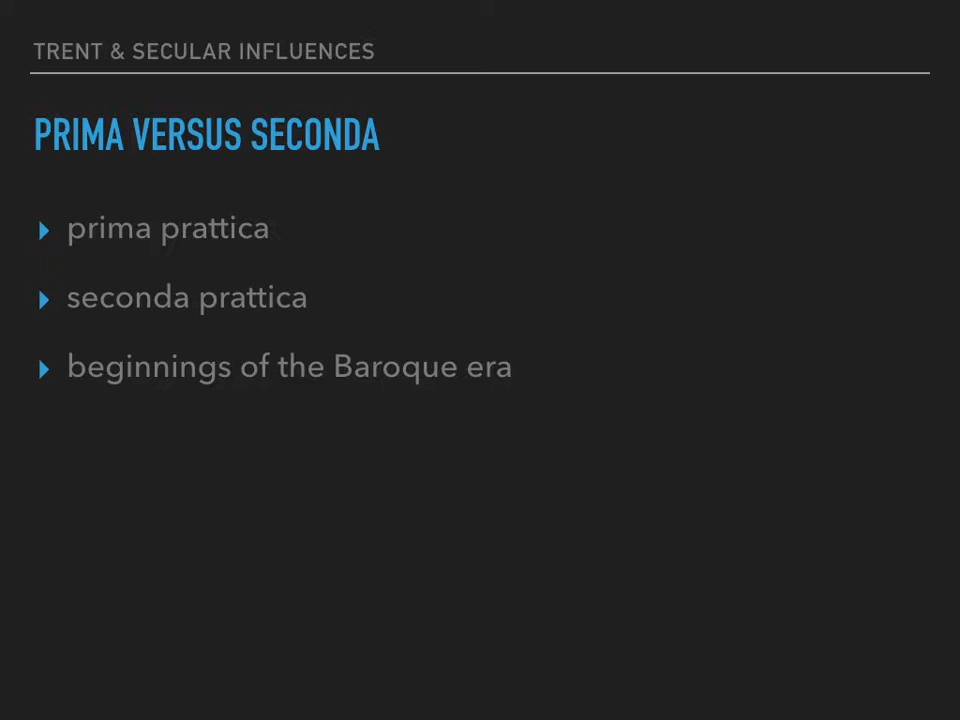 TRENT & SECULAR INFLUENCES
PRIMA VERSUS SECONDA
prima prattica
seconda prattica
beginnings of the Baroque era